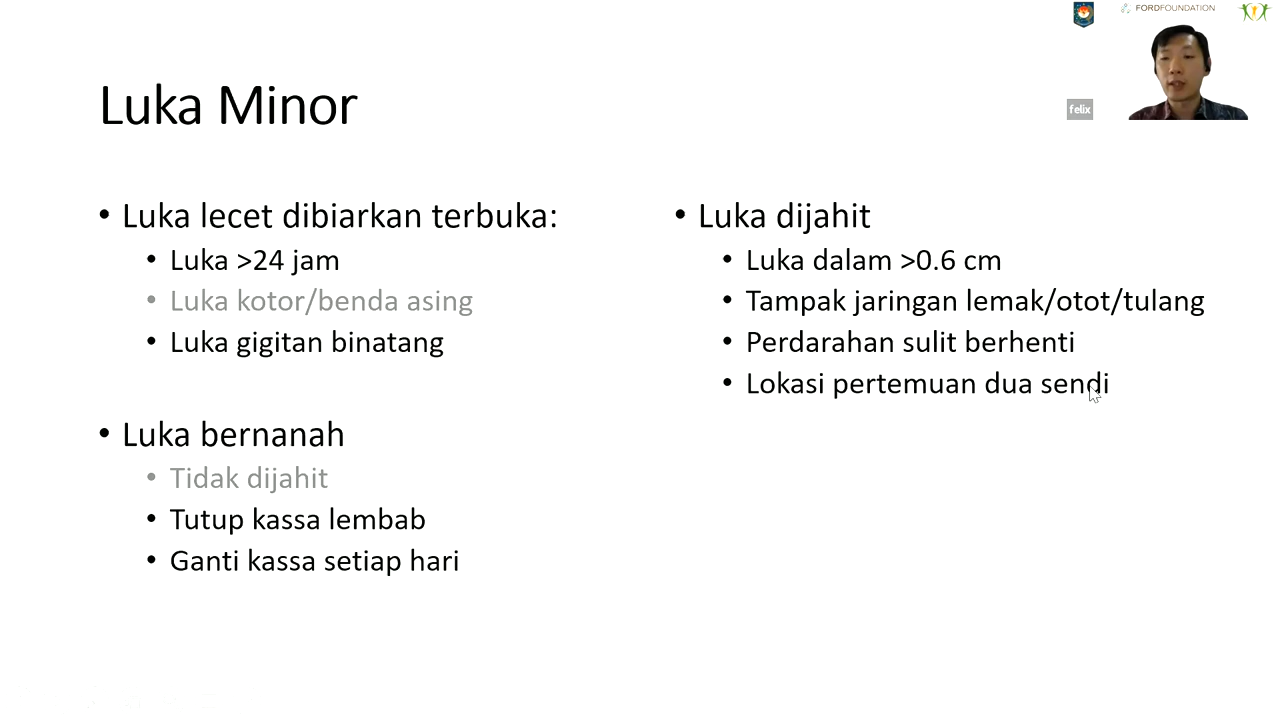 FORDFOUNDATION
felix
Luka Minor
• Luka lecet dibiarkan terbuka:
• Luka >24 jam
• Luka kotor/benda asing
• Luka gigitan binatang
• Luka bernanah
• Tidak dijahit
• Tutup kassa lembab
• Ganti kassa setiap hari
• Luka dijahit
• Luka dalam >0.6 cm
• Tampak jaringan lemak/otot/tulang
• Perdarahan sulit berhenti
• Lokasi pertemuan dua sendi